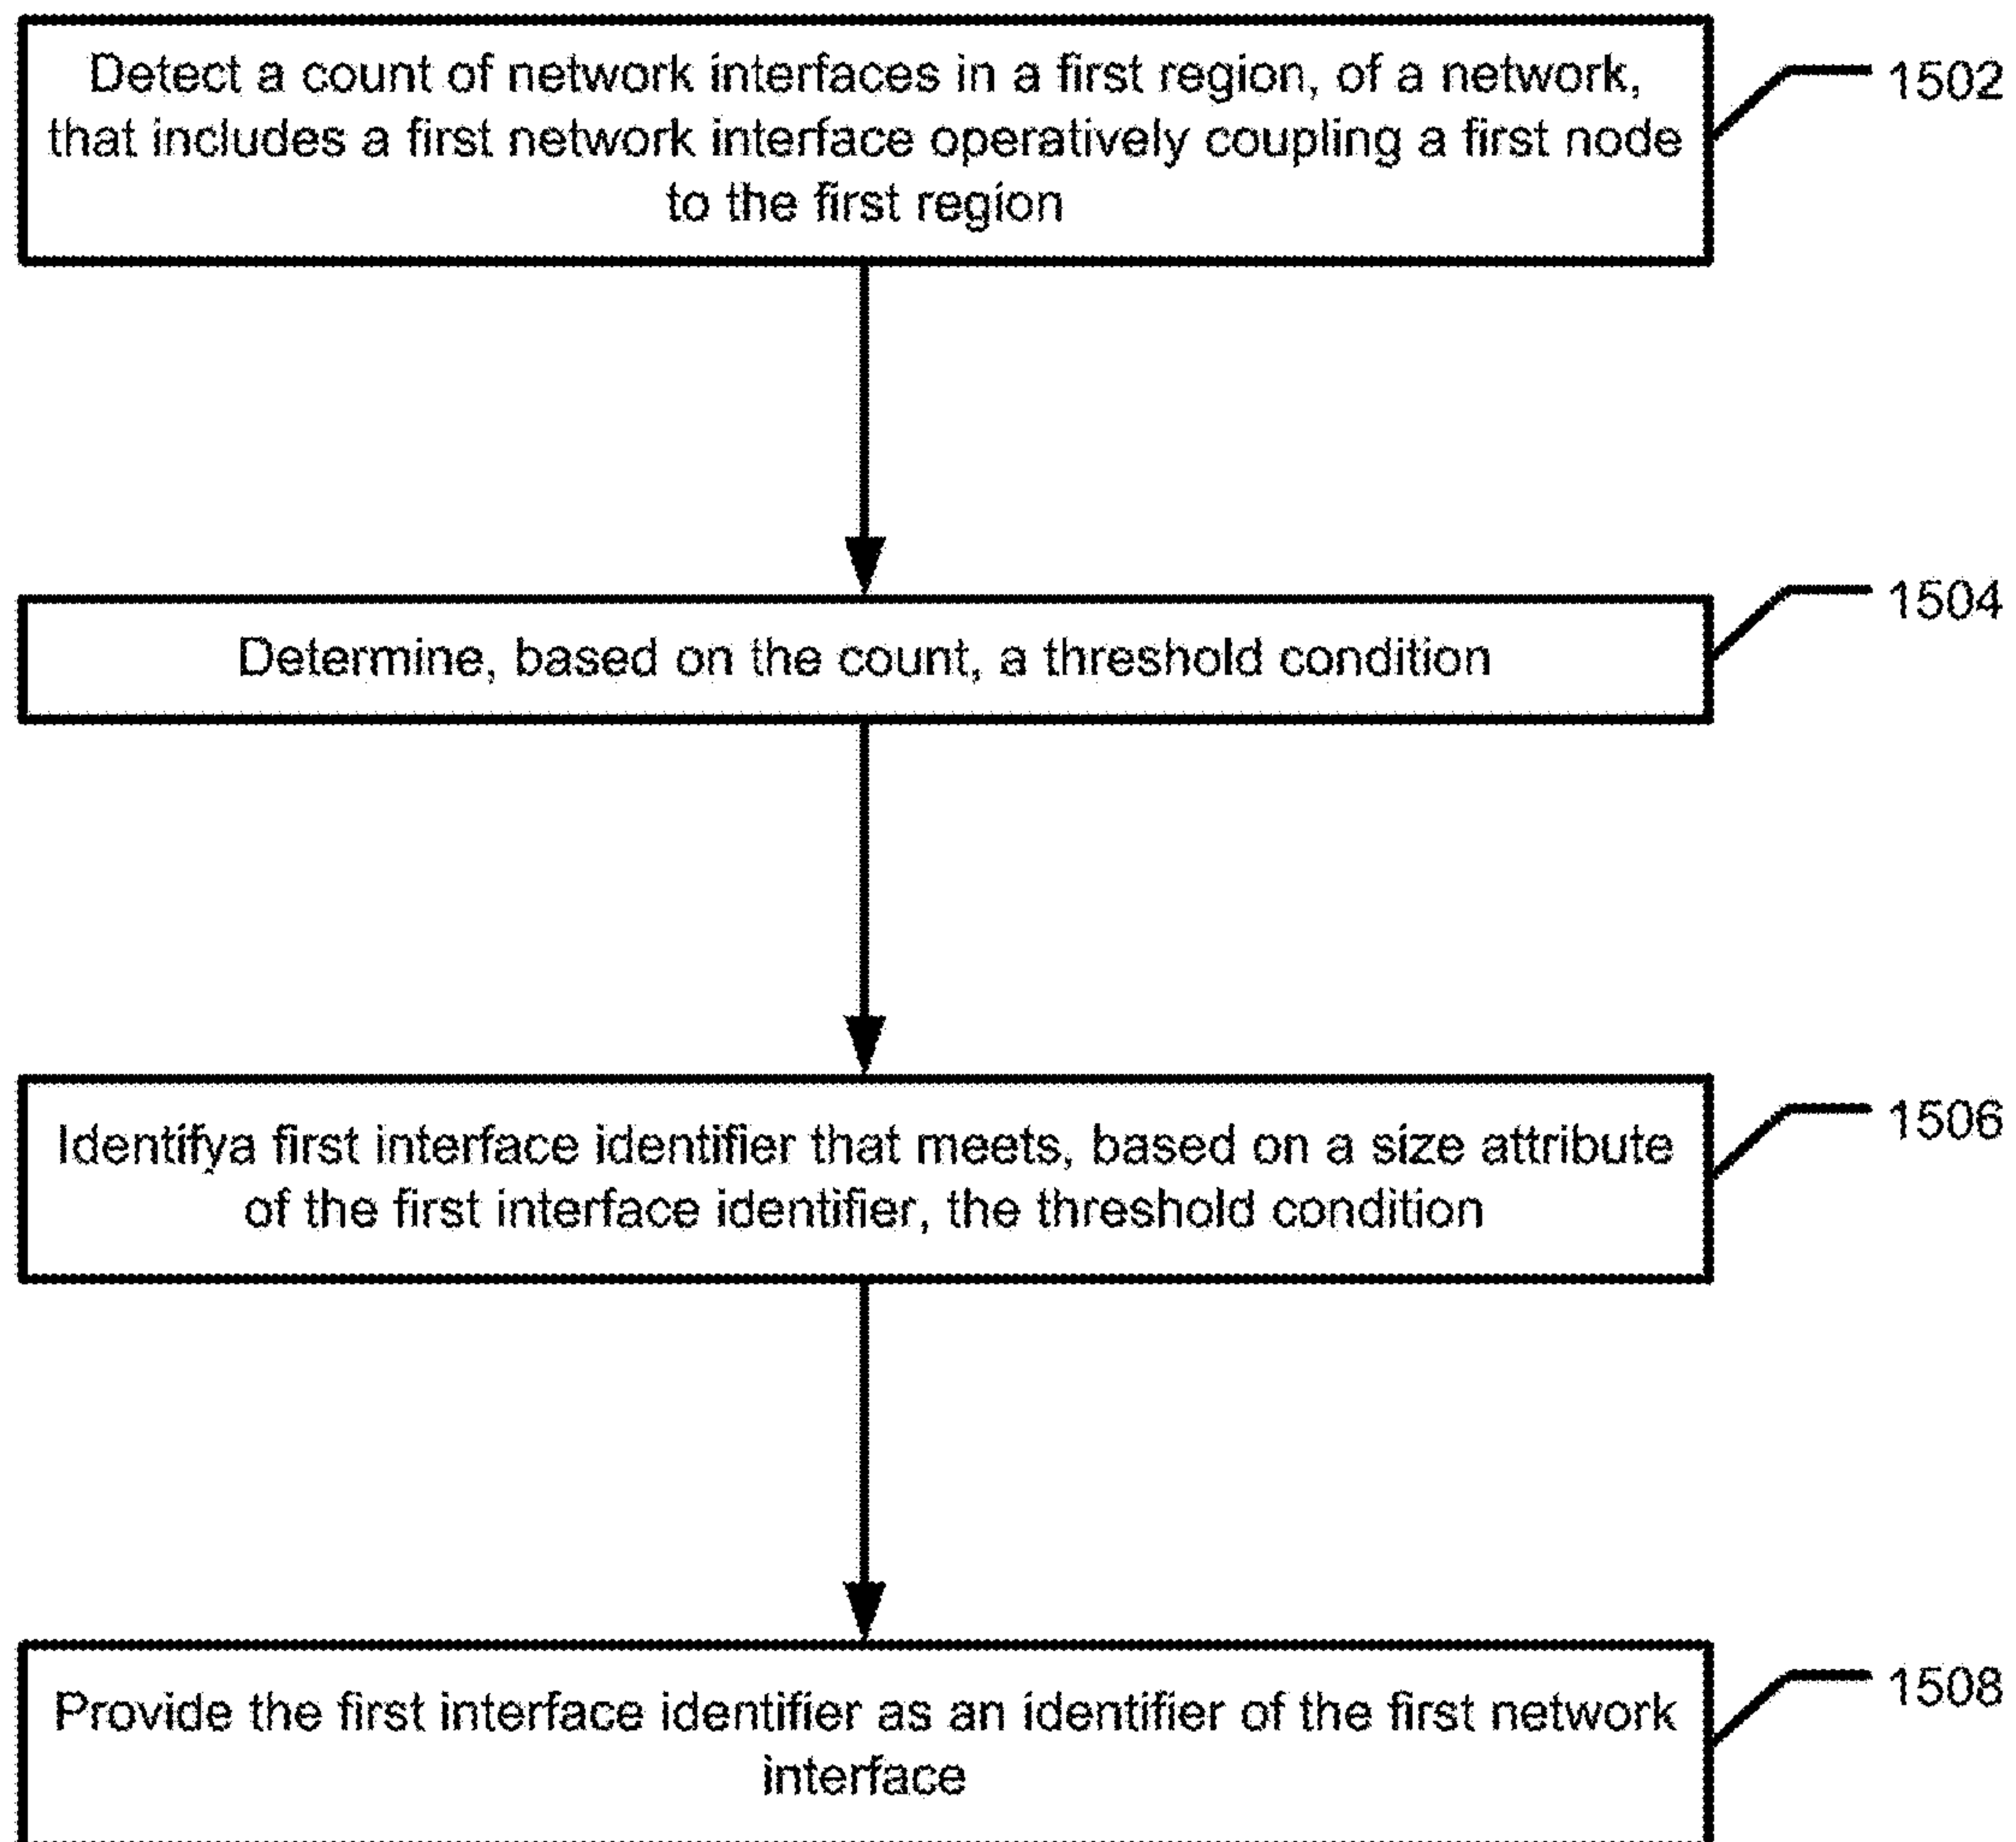 Detect a count of network interfaces in a first region, of a network,
that includes a first network interface operatively coupling a first node
to the first region
1502
Determine, based on the count, a threshold condition
1504
Identifya first interface identifier that meets, based on a size attribute
of the first interface identifier, the threshold condition
1506
Provide the first interface identifier as an identifier of the first network
interface
1508